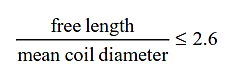 free length
mean coil diameter
≤ 2.6